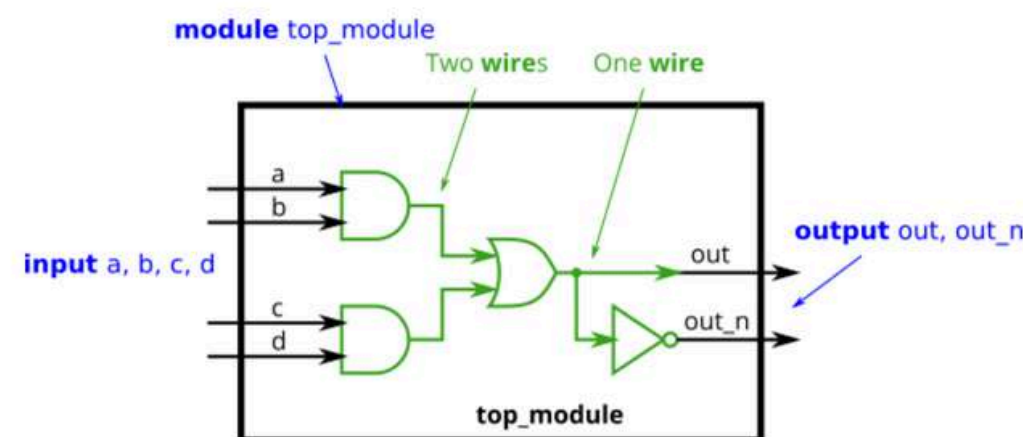 module top_module
Two wires
One wire
a
b
input a, b, c, d
output out, out_n
out
c
d
out_n
top_module